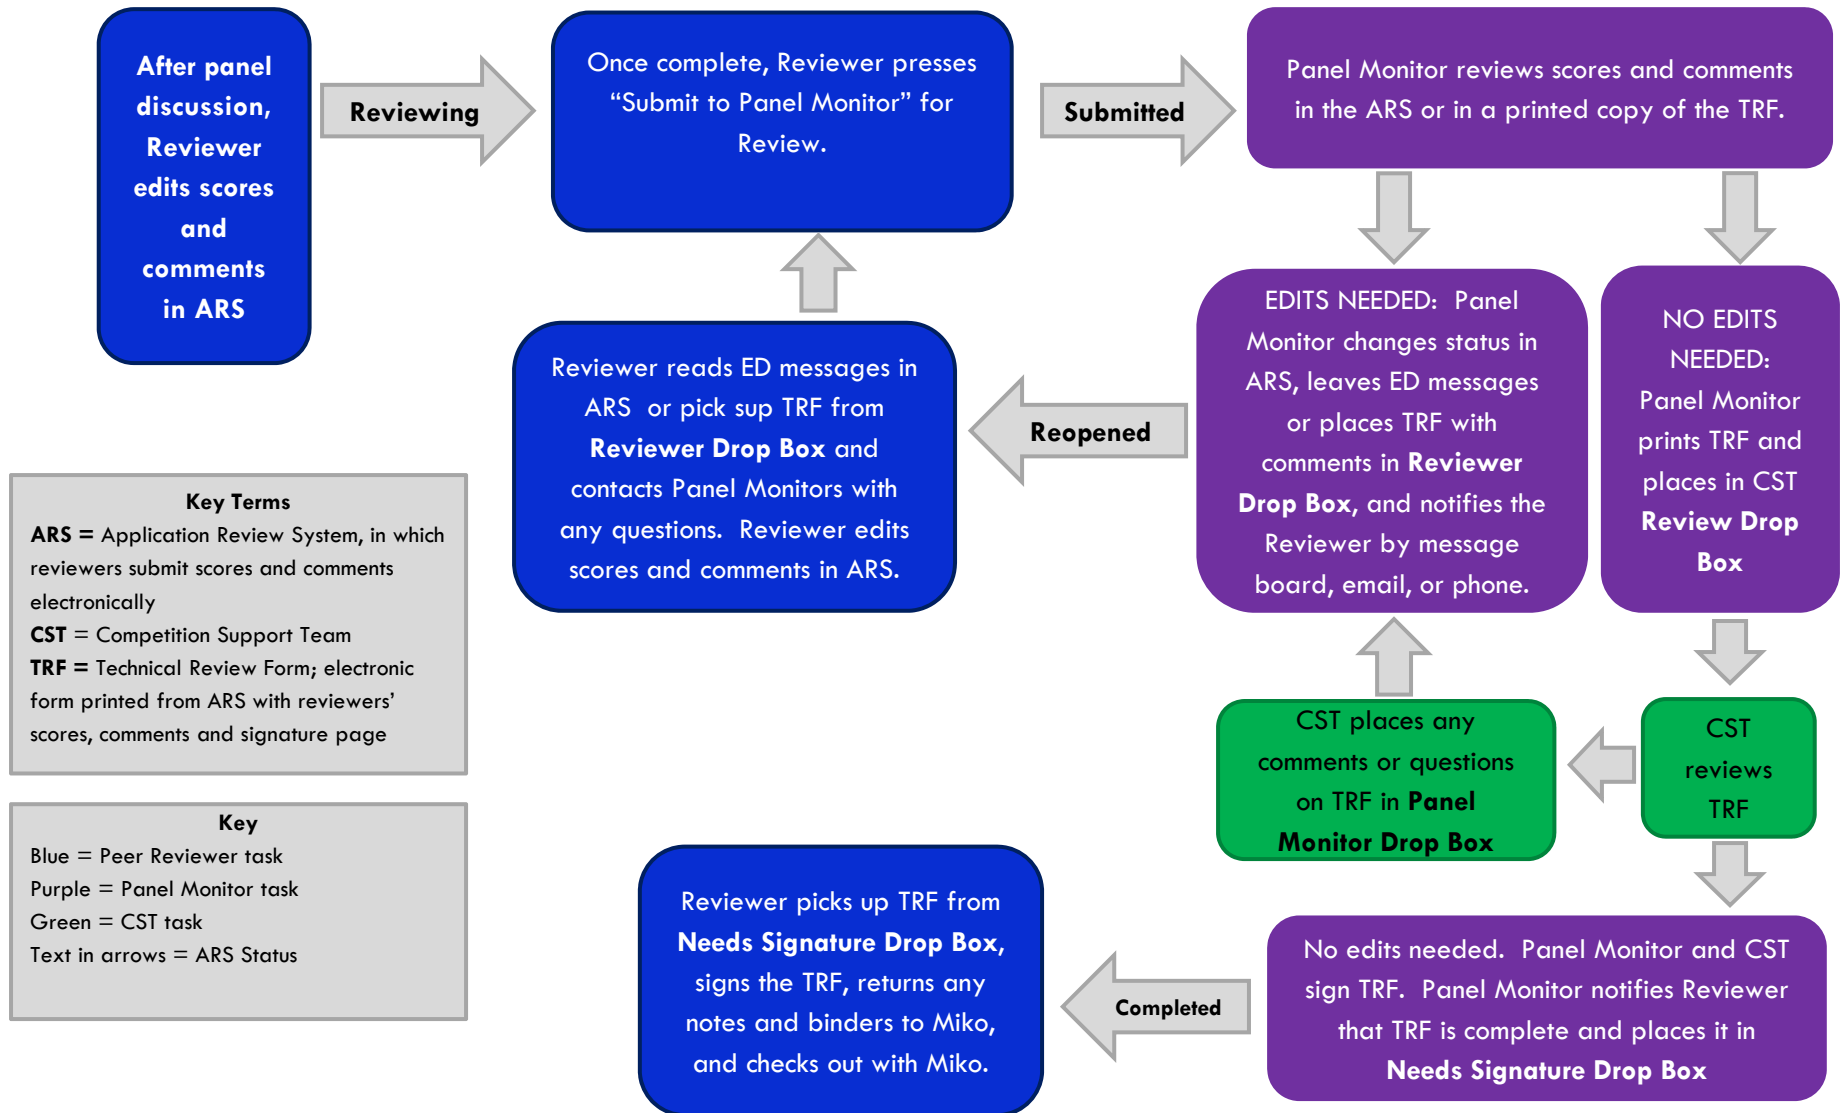 After panel
discussion,
Reviewer
edits scores
and
comments
in ARS
Reviewing
Once complete, Reviewer presses
“Submit to Panel Monitor” for
Review.
Submitted
Panel Monitor reviews scores and comments
in the ARS or in a printed copy of the TRF.
EDITS NEEDED:  Panel
Monitor changes status in
ARS, leaves ED messages
or places TRF with
comments in Reviewer
Drop Box, and notifies the
Reviewer by message
board, email, or phone.
NO EDITS
NEEDED:
Panel Monitor
prints TRF and
places in CST
Review Drop
Box
Reopened
Reviewer reads ED messages in
ARS  or pick sup TRF from
Reviewer Drop Box and
contacts Panel Monitors with
any questions.  Reviewer edits
scores and comments in ARS.
Key Terms
ARS = Application Review System, in which
reviewers submit scores and comments
electronically
CST = Competition Support Team
TRF = Technical Review Form; electronic
form printed from ARS with reviewers’
scores, comments and signature page
CST places any
comments or questions
on TRF in Panel
Monitor Drop Box
CST
reviews
TRF
Key
Blue = Peer Reviewer task
Purple = Panel Monitor task
Green = CST task
Text in arrows = ARS Status
Reviewer picks up TRF from
Needs Signature Drop Box,
signs the TRF, returns any
notes and binders to Miko,
and checks out with Miko.
Completed
No edits needed.  Panel Monitor and CST
sign TRF.  Panel Monitor notifies Reviewer
that TRF is complete and places it in
Needs Signature Drop Box